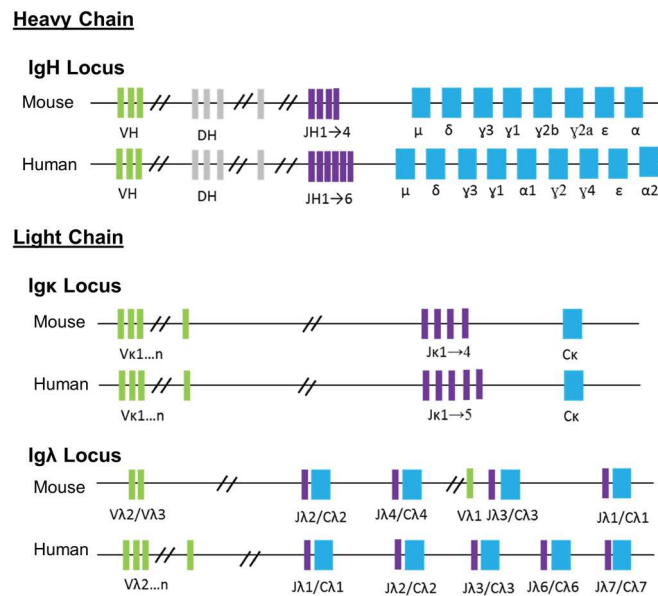 Heavy Chain
IgH Locus
Mouse
VH DH JH1→4 μ δ γ3 γ1 γ2b γ2a ε α
Human
VH DH JH1→6 μ δ γ3 γ1 α1 γ2 γ4 ε α2
Light Chain
Igκ Locus
Mouse
Vκ1...n Jκ1→4 Cκ
Human
Vκ1...n Jκ1→5 Cκ
Igλ Locus
Mouse
Vλ2/Vλ3 Jλ2/Cλ2 Jλ4/Cλ4 Vλ1 Jλ3/Cλ3 Jλ1/Cλ1
Human
Vλ2...n Jλ1/Cλ1 Jλ2/Cλ2 Jλ3/Cλ3 Jλ6/Cλ6 Jλ7/Cλ7